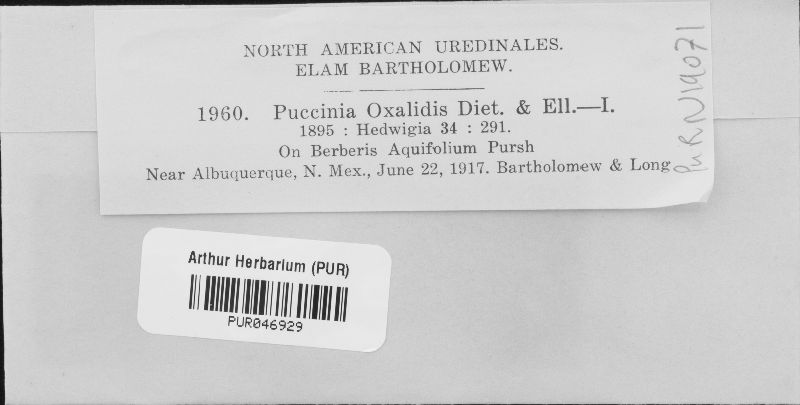 NORTH AMERICAN UREDINALES.
ELAM BARTHOLOMEW.
1960. Puccinia Oxalidis Diet. & Ell.—I.
1895 : Hedwigia 34 : 291.
On Berberis Aquifolium Pursh
Near Albuquerque, N. Mex., June 22, 1917. Bartholomew & Long
PUR N19071
Arthur Herbarium (PUR)
PUR046929